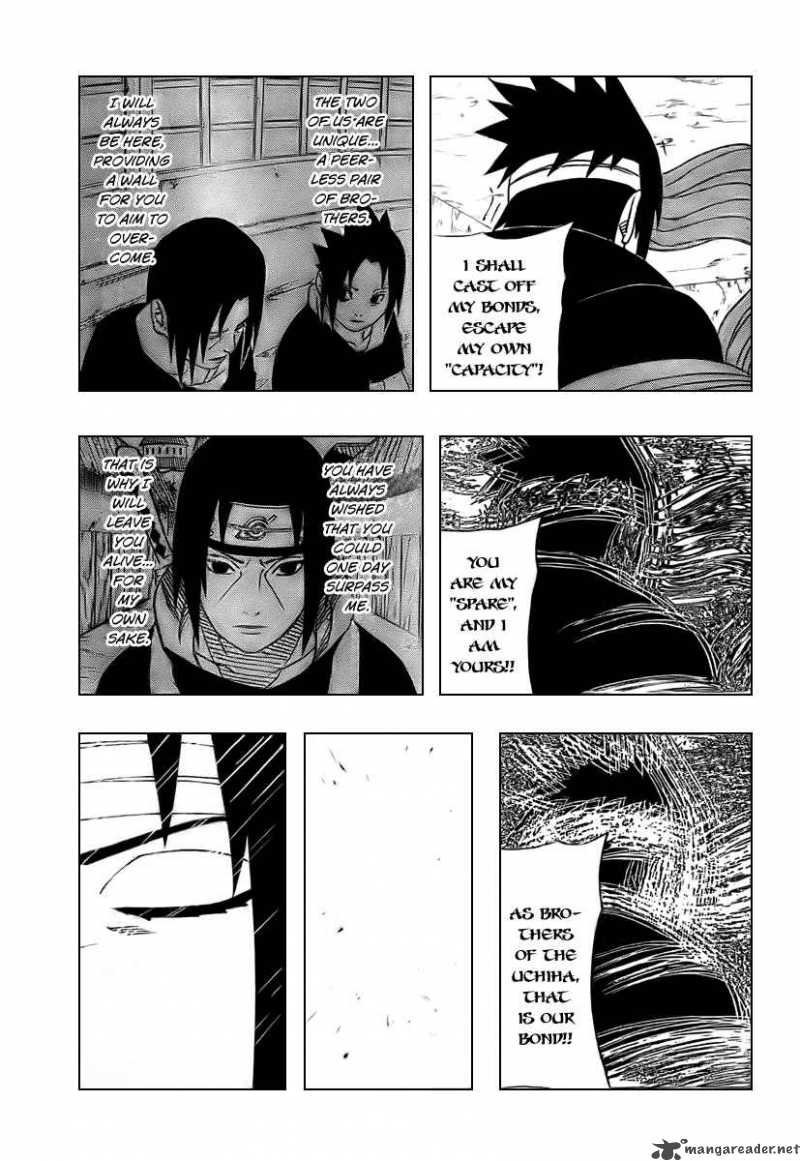 I SHALL
CAST OFF
MY BONDS,
ESCAPE
MY OWN
"CAPACITY"!
THE TWO
OF US ARE
UNIQUE...
A PEER-
LESS PAIR
OF BRO-
THERS.
I WILL
ALWAYS
BE HERE,
PROVIDING
A WALL
FOR YOU
TO AIM TO
OVER-
COME.
YOU
ARE MY
"SPARE",
AND I
AM
YOURS!!
YOU HAVE
ALWAYS
WISHED
THAT YOU
COULD
ONE DAY
SURPASS
ME.
THAT IS
WHY I
WILL
LEAVE
YOU
ALIVE...
FOR
MY OWN
SAKE.
AS BRO-
THERS
OF THE
UCHIHA,
THAT
IS OUR
BOND!!
mangareader.net